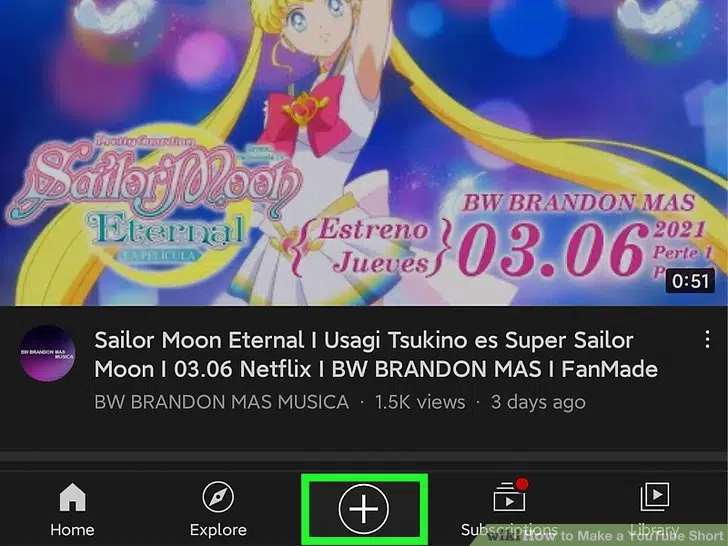 Pretty Guardian
Sailor Moon
Eternal
LA PELÍCULA
BW BRANDON MAS
Estreno
Jueves
03.06
2021
Perte 1
0:51
BW BRANDON MAS
MUSICA
Sailor Moon Eternal I Usagi Tsukino es Super Sailor
Moon I 03.06 Netflix I BW BRANDON MAS I FanMade
BW BRANDON MAS MUSICA · 1.5K views · 3 days ago
Home
Explore
Subscriptions
Library
wikiHow to Make a YouTube Short